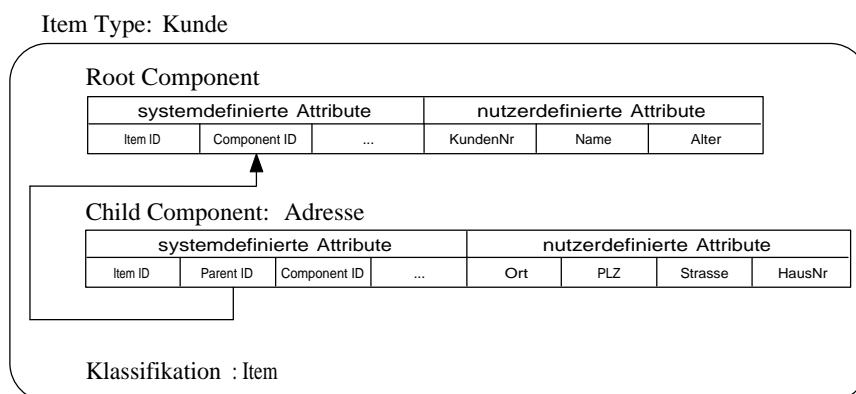 Item Type: Kunde
Root Component
systemdefinierte Attribute nutzerdefinierte Attribute
Item ID Component ID ... KundenNr Name Alter
Child Component: Adresse
systemdefinierte Attribute nutzerdefinierte Attribute
Item ID Parent ID Component ID ... Ort PLZ Strasse HausNr
Klassifikation : Item